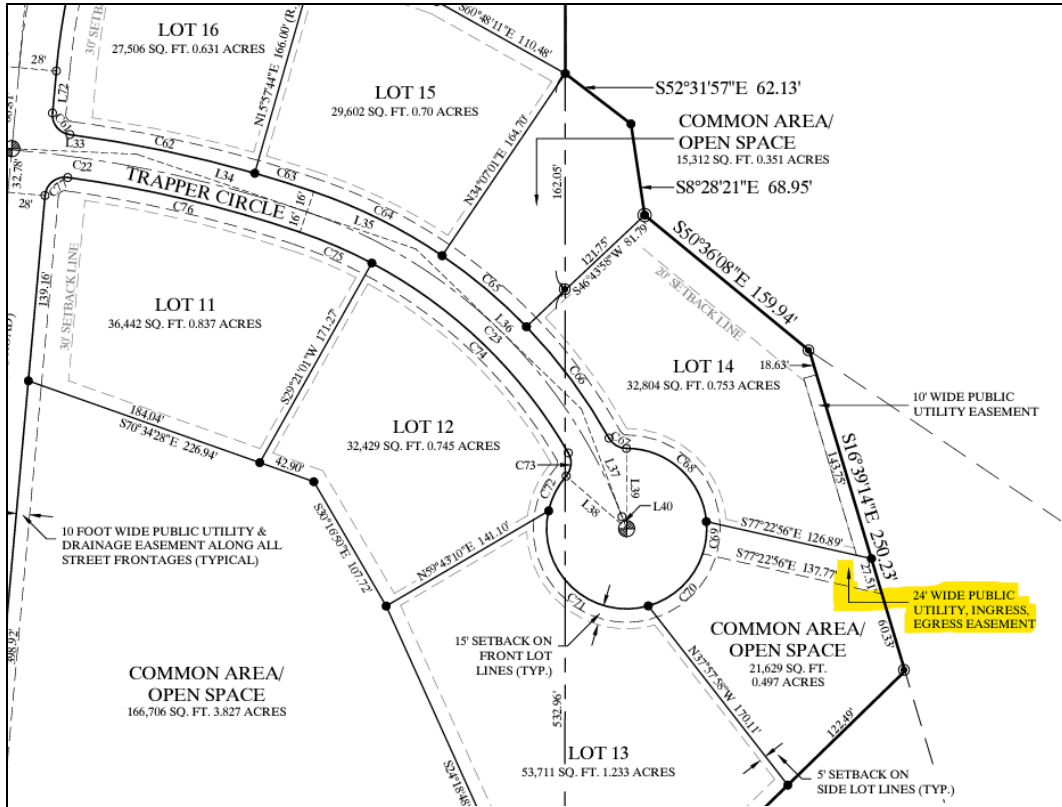 S60°48'11"E 110.48'
LOT 16
27,506 SQ. FT. 0.631 ACRES
30' SETBACK
N15°57'44"E 166.00' (R.
28'
L72
C61
L33
C62
32.78'
C22
C77
28'
LOT 15
29,602 SQ. FT. 0.70 ACRES
N34°07'01"E 164.70'
L34
C63
16'
16'
C64
L35
TRAPPER CIRCLE
C76
C75
S52°31'57"E 62.13'
COMMON AREA/
OPEN SPACE
15,312 SQ. FT. 0.351 ACRES
162.05'
S8°28'21"E 68.95'
121.75'
S46°43'58"W 81.79'
S50°36'08"E 159.94'
20' SETBACK LINE
139.16'
30' SETBACK LINE
LOT 11
36,442 SQ. FT. 0.837 ACRES
S29°21'01"W 171.27'
C65
L36
C23
C74
C66
LOT 14
32,804 SQ. FT. 0.753 ACRES
18.63'
10' WIDE PUBLIC
UTILITY EASEMENT
S16°39'14"E 250.23'
143.75'
184.04'
S70°34'28"E 226.94'
42.90'
LOT 12
32,429 SQ. FT. 0.745 ACRES
C67
C68
C73
C72
L37
L39
L38
L40
C69
S77°22'56"E 126.89'
S77°22'56"E 137.77'
27.51'
60.33'
24' WIDE PUBLIC
UTILITY, INGRESS,
EGRESS EASEMENT
10 FOOT WIDE PUBLIC UTILITY &
DRAINAGE EASEMENT ALONG ALL
STREET FRONTAGES (TYPICAL)
S30°16'50"E 107.72'
N59°43'10"E 141.10'
C71
C70
15' SETBACK ON
FRONT LOT
LINES (TYP.)
COMMON AREA/
OPEN SPACE
21,629 SQ. FT.
0.497 ACRES
N37°57'58"W 170.11'
122.49'
398.92'
COMMON AREA/
OPEN SPACE
166,706 SQ. FT. 3.827 ACRES
S24°18'48"
532.96'
LOT 13
53,711 SQ. FT. 1.233 ACRES
5' SETBACK ON
SIDE LOT LINES (TYP.)